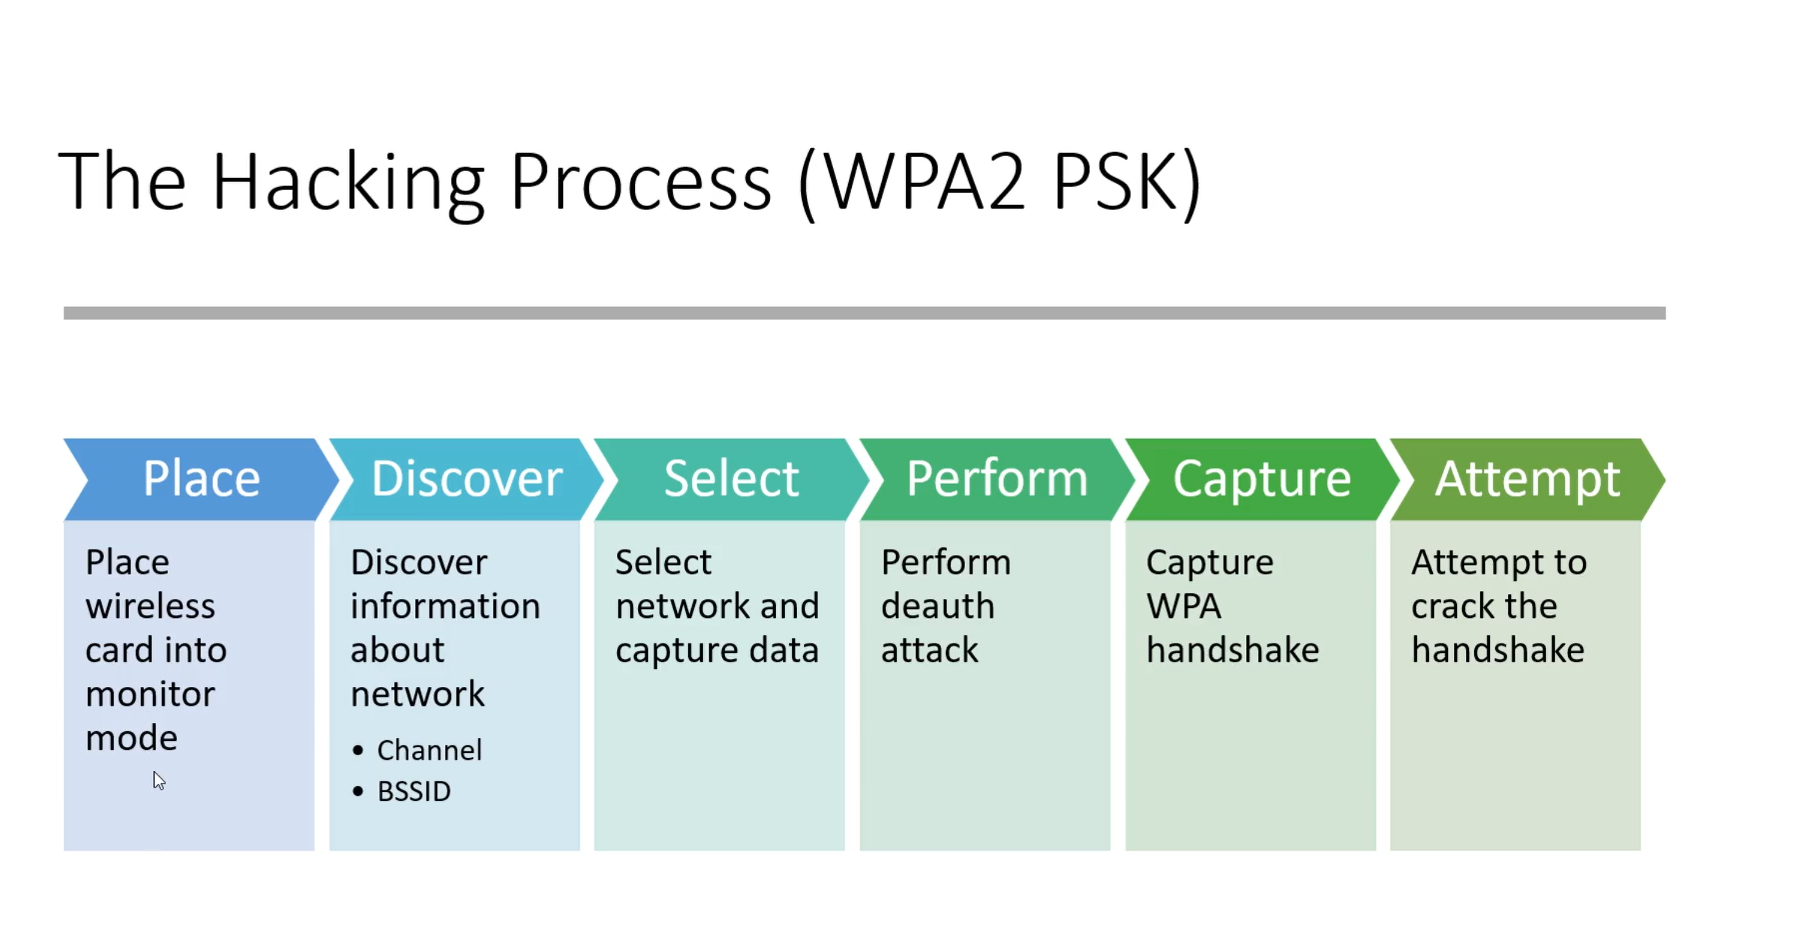 The Hacking Process (WPA2 PSK)
Place
Place
wireless
card into
monitor
mode
Discover
Discover
information
about
network
• Channel
• BSSID
Select
Select
network and
capture data
Perform
Perform
deauth
attack
Capture
Capture
WPA
handshake
Attempt
Attempt to
crack the
handshake